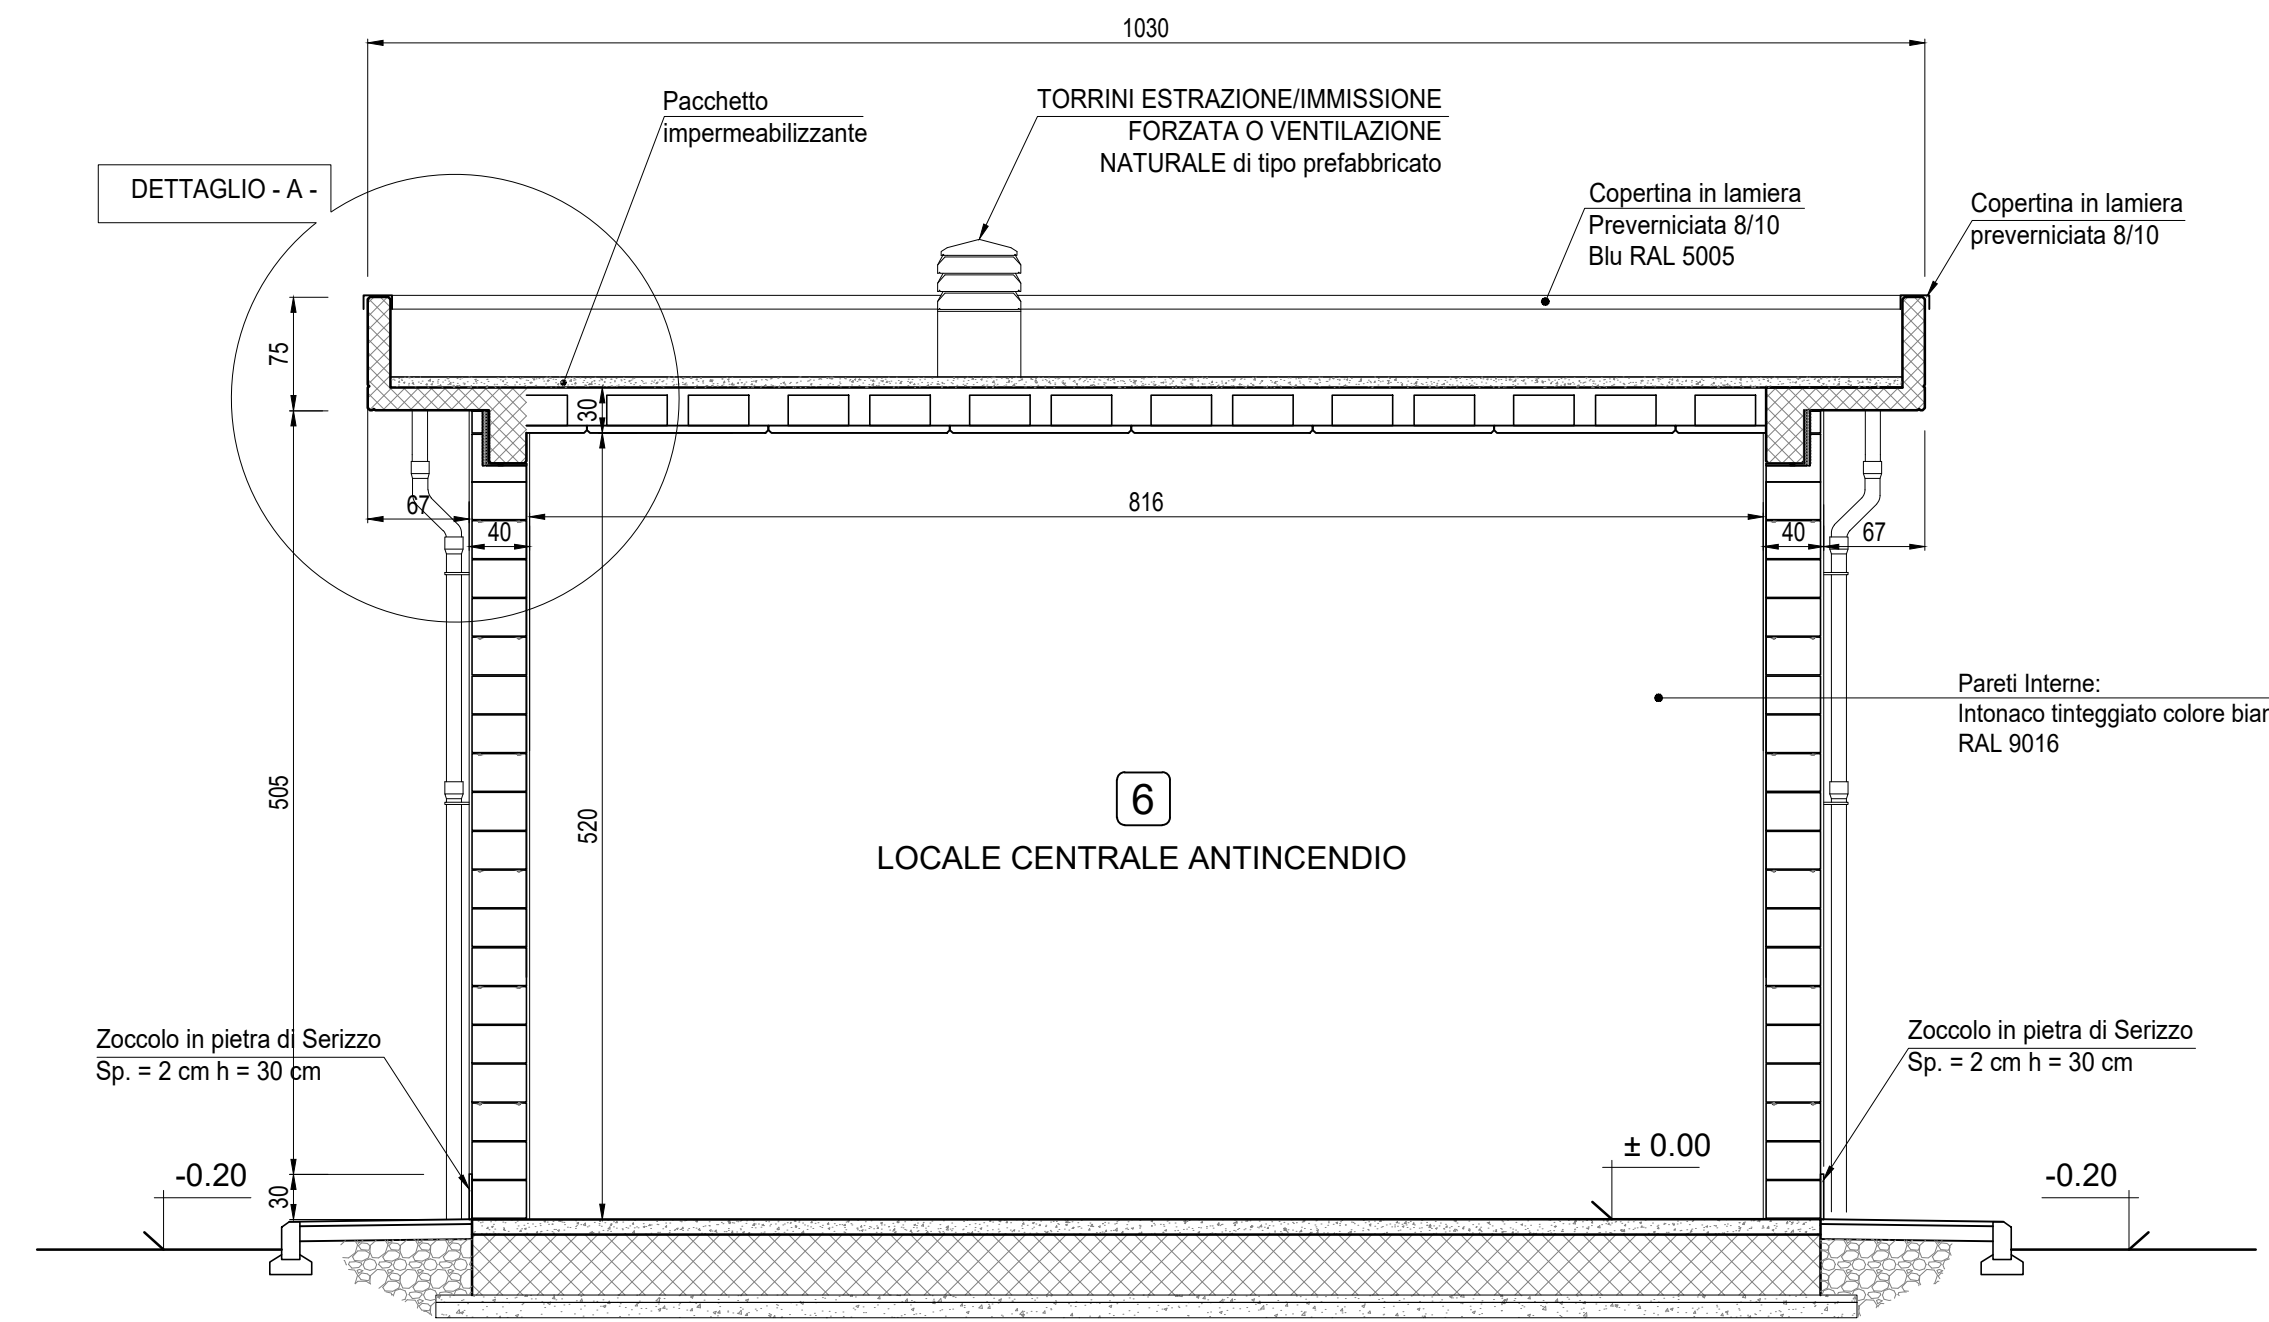 1030
Pacchetto
impermeabilizzante
TORRINI ESTRAZIONE/IMMISSIONE
FORZATA O VENTILAZIONE
NATURALE di tipo prefabbricato
DETTAGLIO - A -
Copertina in lamiera
Preverniciata 8/10
Blu RAL 5005
Copertina in lamiera
preverniciata 8/10
75
30
67
40
816
40
67
Pareti Interne:
Intonaco tinteggiato colore bian
RAL 9016
505
520
6
LOCALE CENTRALE ANTINCENDIO
Zoccolo in pietra di Serizzo
Sp. = 2 cm h = 30 cm
Zoccolo in pietra di Serizzo
Sp. = 2 cm h = 30 cm
-0.20
30
± 0.00
-0.20